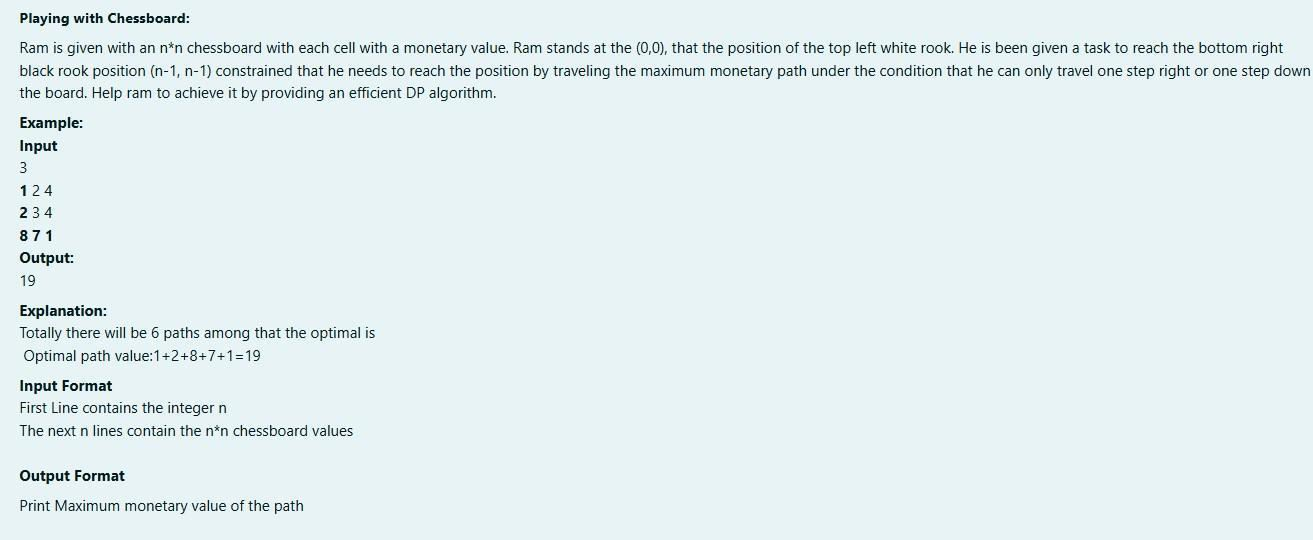 Playing with Chessboard:
Ram is given with an n*n chessboard with each cell with a monetary value. Ram stands at the (0,0), that the position of the top left white rook. He is been given a task to reach the bottom right
black rook position (n-1, n-1) constrained that he needs to reach the position by traveling the maximum monetary path under the condition that he can only travel one step right or one step down
the board. Help ram to achieve it by providing an efficient DP algorithm.
Example:
Input
3
1 2 4
2 3 4
8 7 1
Output:
19
Explanation:
Totally there will be 6 paths among that the optimal is
Optimal path value:1+2+8+7+1=19
Input Format
First Line contains the integer n
The next n lines contain the n*n chessboard values
Output Format
Print Maximum monetary value of the path